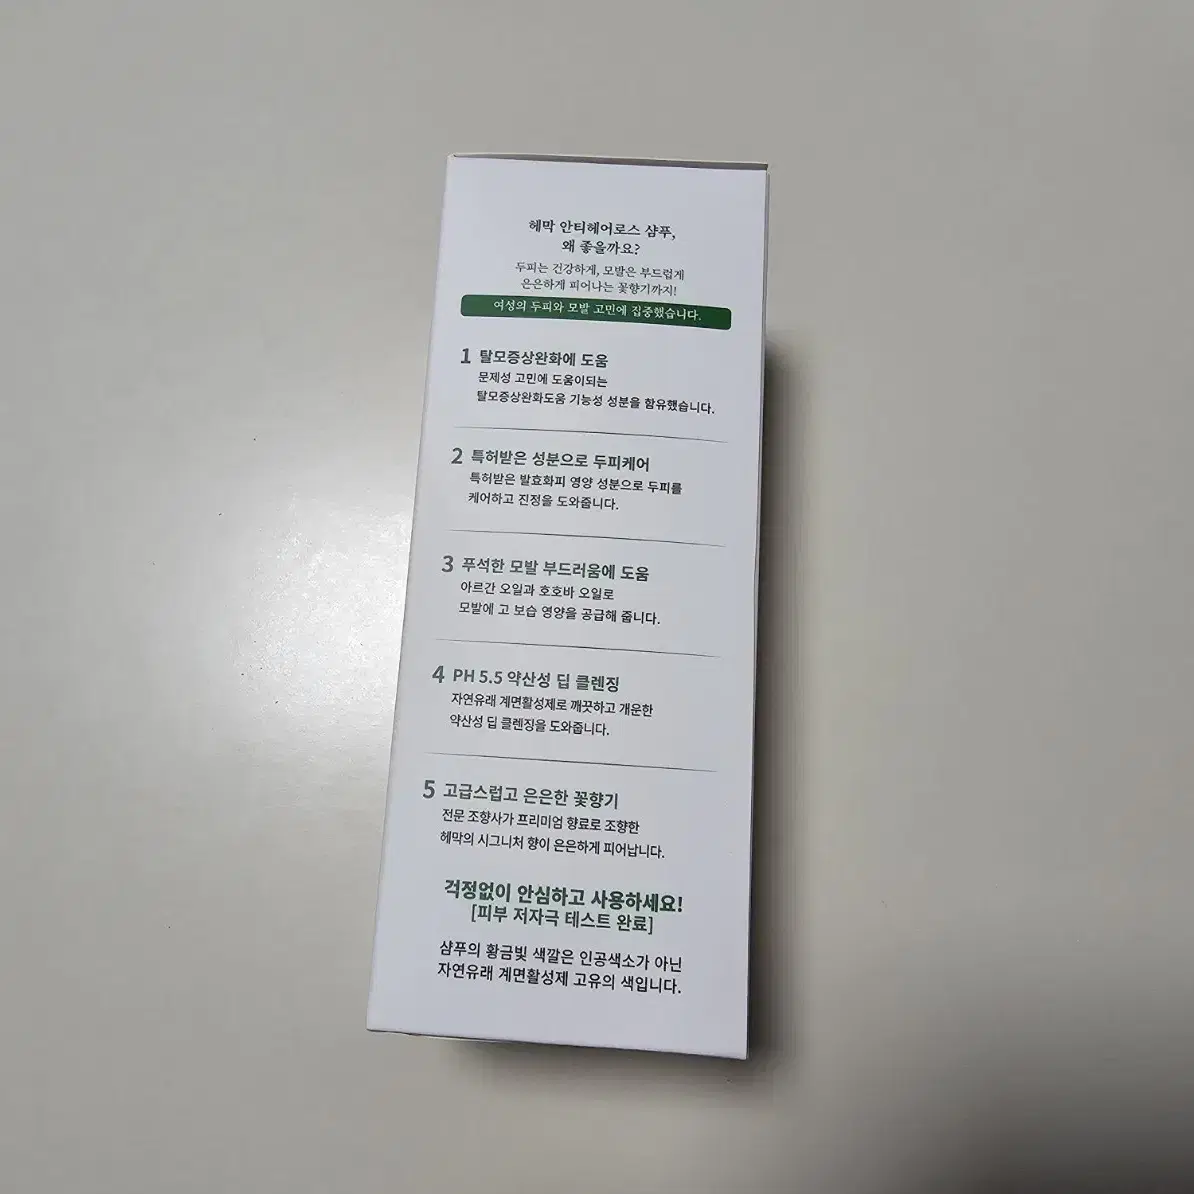 헤막 안티헤어로스 샴푸,
왜 좋을까요?
두피는 건강하게, 모발은 부드럽게
은은하게 피어나는 꽃향기까지!
여성의 두피와 모발 고민에 집중했습니다.
1 탈모증상완화에 도움
문제성 고민에 도움이되는
탈모증상완화도움 기능성 성분을 함유했습니다.
2 특허받은 성분으로 두피케어
특허받은 발효화피 영양 성분으로 두피를
케어하고 진정을 도와줍니다.
3 푸석한 모발 부드러움에 도움
아르간 오일과 호호바 오일로
모발에 고 보습 영양을 공급해 줍니다.
4 PH 5.5 약산성 딥 클렌징
자연유래 계면활성제로 깨끗하고 개운한
약산성 딥 클렌징을 도와줍니다.
5 고급스럽고 은은한 꽃향기
전문 조향사가 프리미엄 향료로 조향한
헤막의 시그니처 향이 은은하게 피어납니다.
걱정없이 안심하고 사용하세요!
[피부 저자극 테스트 완료]
샴푸의 황금빛 색깔은 인공색소가 아닌
자연유래 계면활성제 고유의 색입니다.